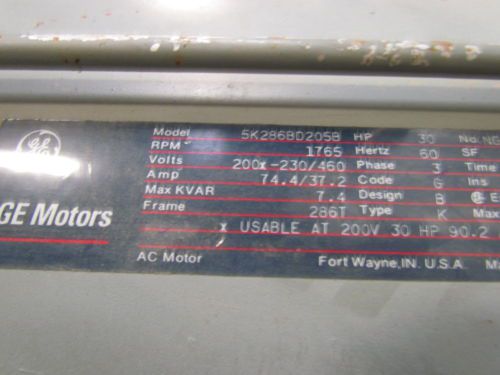 Model 5K286BD205B HP 30 No. NG
RPM 1765 Hertz 60 SF
Volts 200x-230/460 Phase 3 Time
Amp 74.4/37.2 Code G Ins
Max KVAR 7.4 Design B E
Frame 286T Type K Max
GE Motors
x USABLE AT 200V 30 HP 90.2
AC Motor Fort Wayne, IN. U.S.A. MA